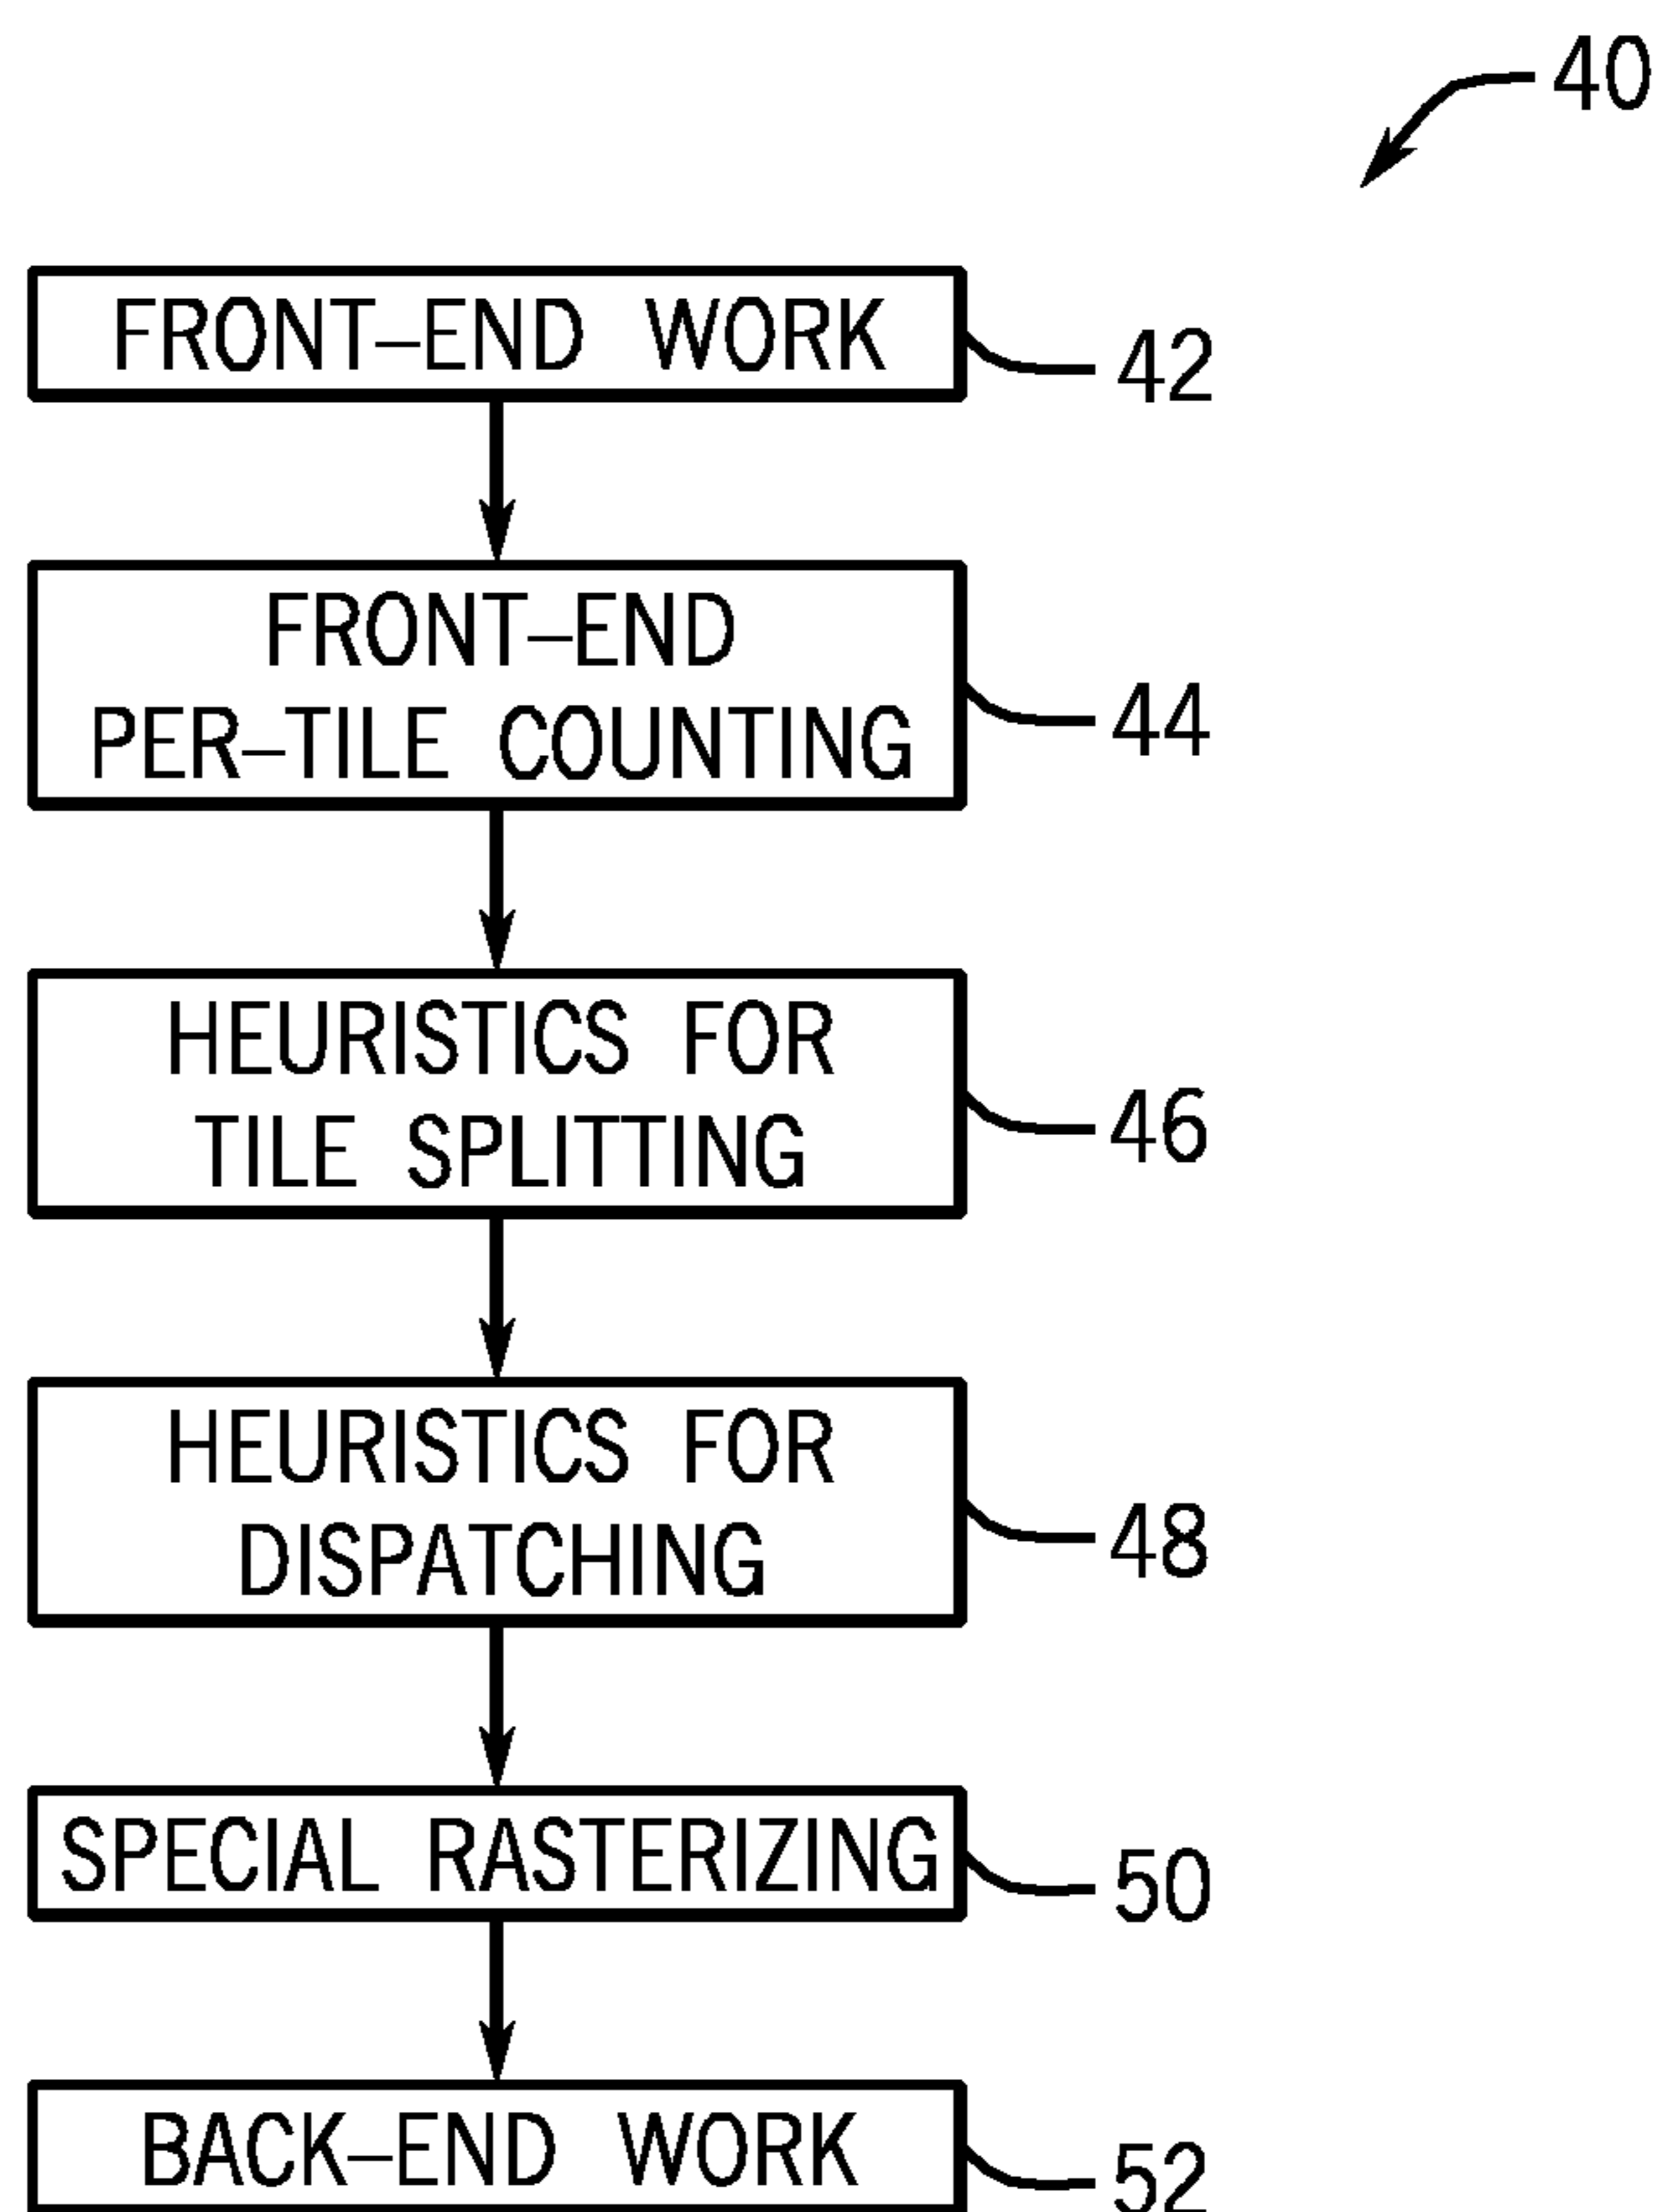 40
FRONT–END WORK
42
FRONT–END
PER–TILE COUNTING
44
HEURISTICS FOR
TILE SPLITTING
46
HEURISTICS FOR
DISPATCHING
48
SPECIAL RASTERIZING
50
BACK–END WORK
52